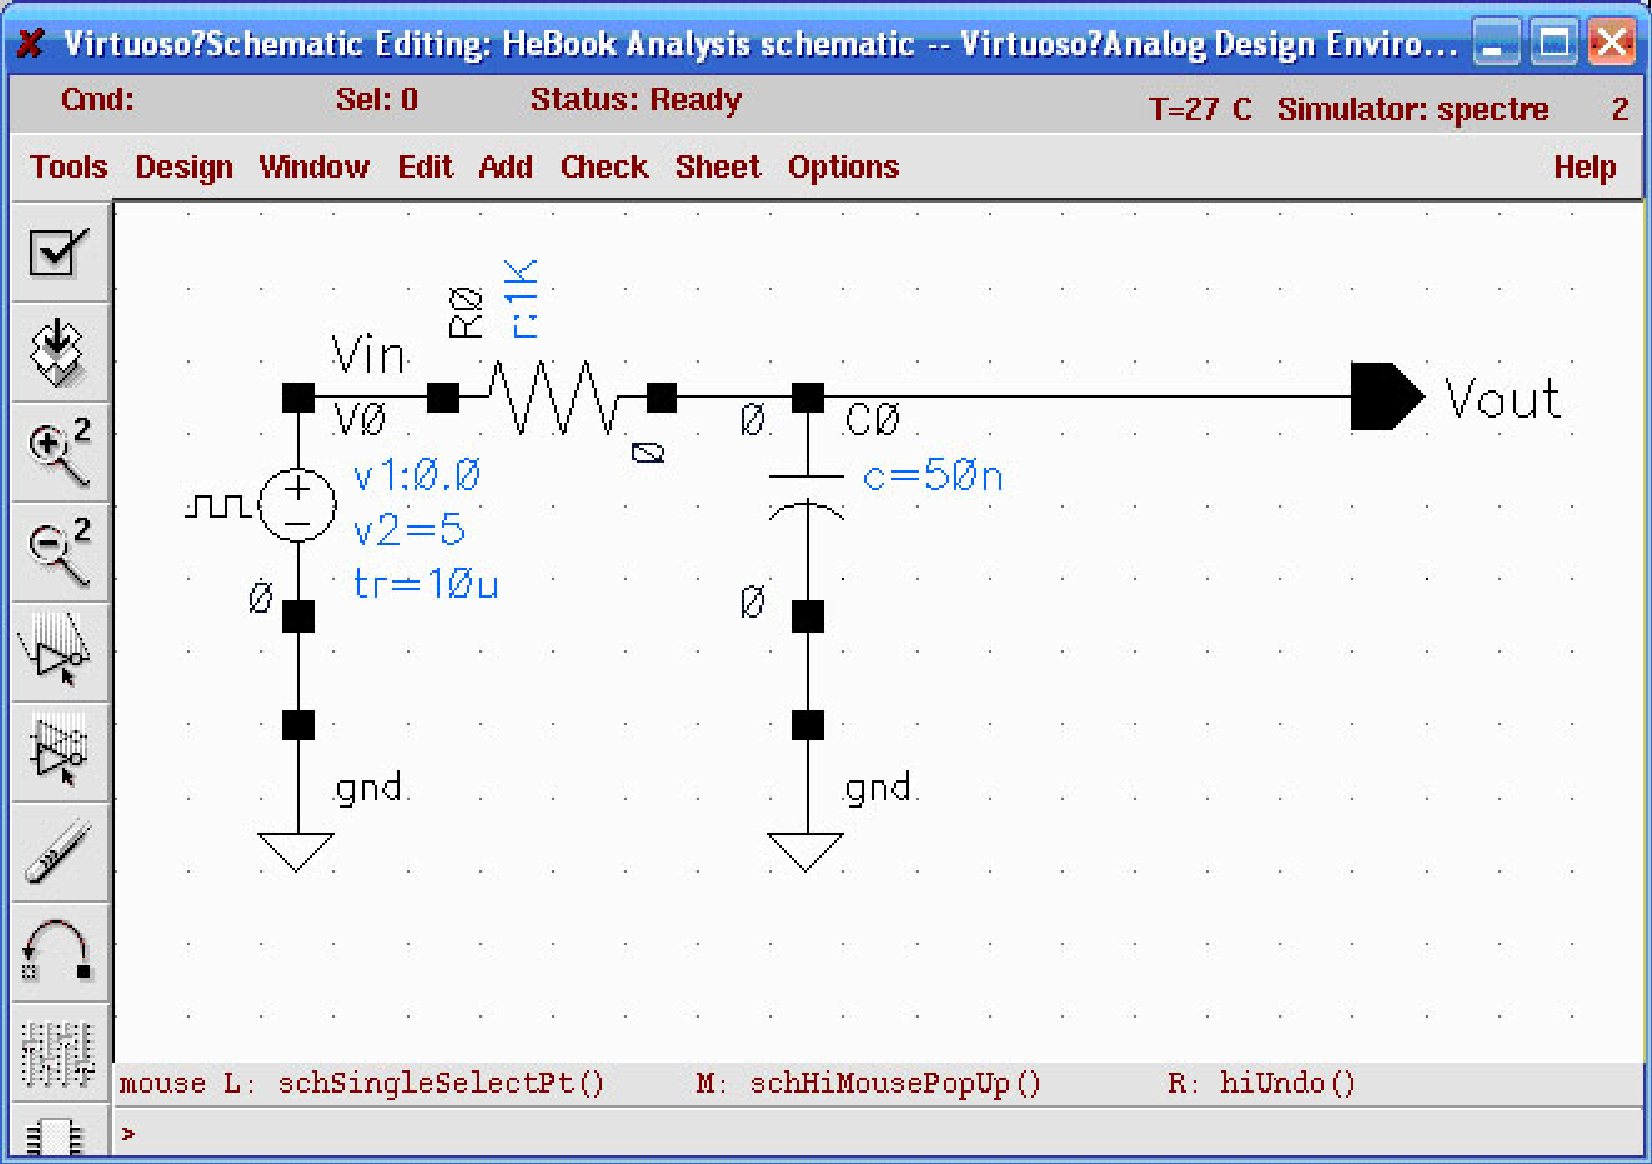 Virtuoso?Schematic Editing: HeBook Analysis schematic -- Virtuoso?Analog Design Enviro...
Cmd: Sel: 0 Status: Ready T=27 C Simulator: spectre 2
Tools Design Window Edit Add Check Sheet Options Help
2
2
R0
r:1K
Vin
V0
v1:0.0
v2=5
tr=10u
0
gnd
0
0
C0
c=50n
0
gnd
Vout
mouse L: schSingleSelectPt() M: schHiMousePopUp() R: hiUndo()
>